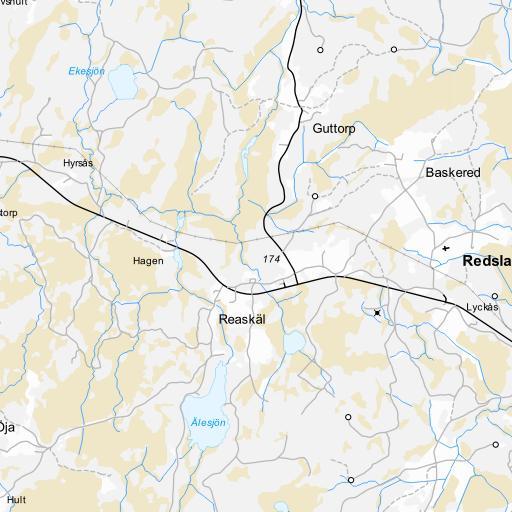 Ekesjön
Guttorp
Hyrsås
Baskered
torp
Hagen
174
Redsla
Lyckås
Reaskäl
Ålesjön
Öja
Hult